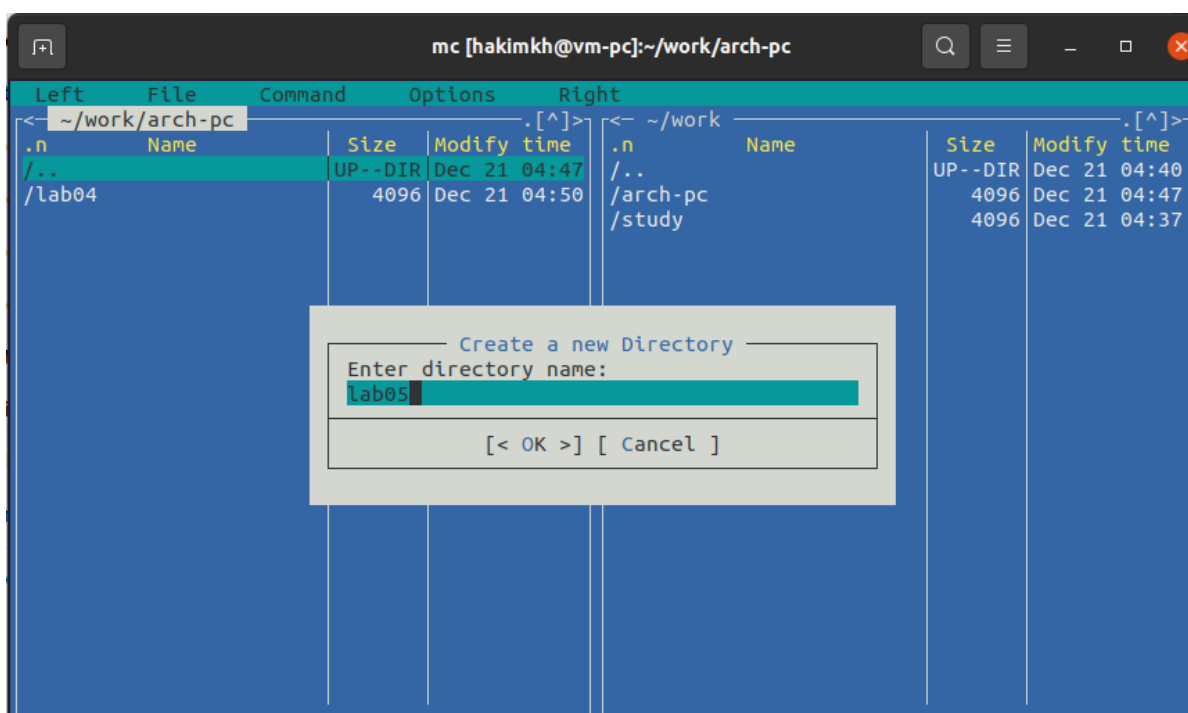 mc [hakimkh@vm-pc]:~/work/arch-pc
Left File Command Options Right
<─ ~/work/arch-pc ─.[^]>┐┌<─ ~/work ─.[^]>
.n Name Size Modify time .n Name Size Modify time
/.. UP--DIR Dec 21 04:47 /.. UP--DIR Dec 21 04:40
/lab04 4096 Dec 21 04:50 /arch-pc 4096 Dec 21 04:47
/study 4096 Dec 21 04:37
Create a new Directory
Enter directory name:
lab05
[< OK >] [ Cancel ]